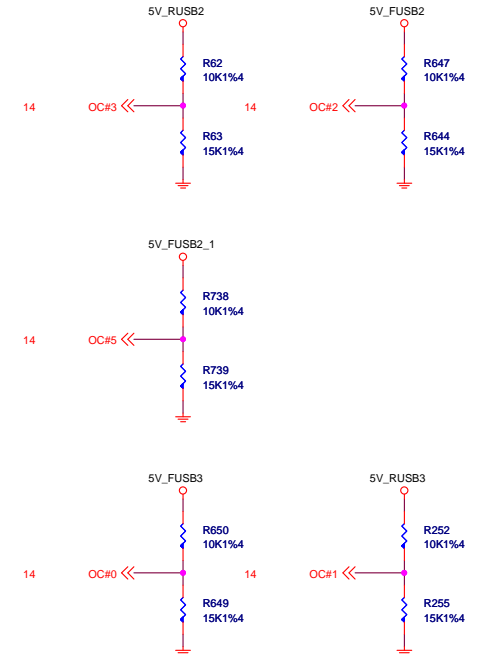 5V_RUSB2 5V_FUSB2
R62 R647
10K1%4 10K1%4
14 OC#3 14 OC#2
R63 R644
15K1%4 15K1%4
5V_FUSB2_1
R738
10K1%4
14 OC#5
R739
15K1%4
5V_FUSB3 5V_RUSB3
R650 R252
10K1%4 10K1%4
14 OC#0 14 OC#1
R649 R255
15K1%4 15K1%4